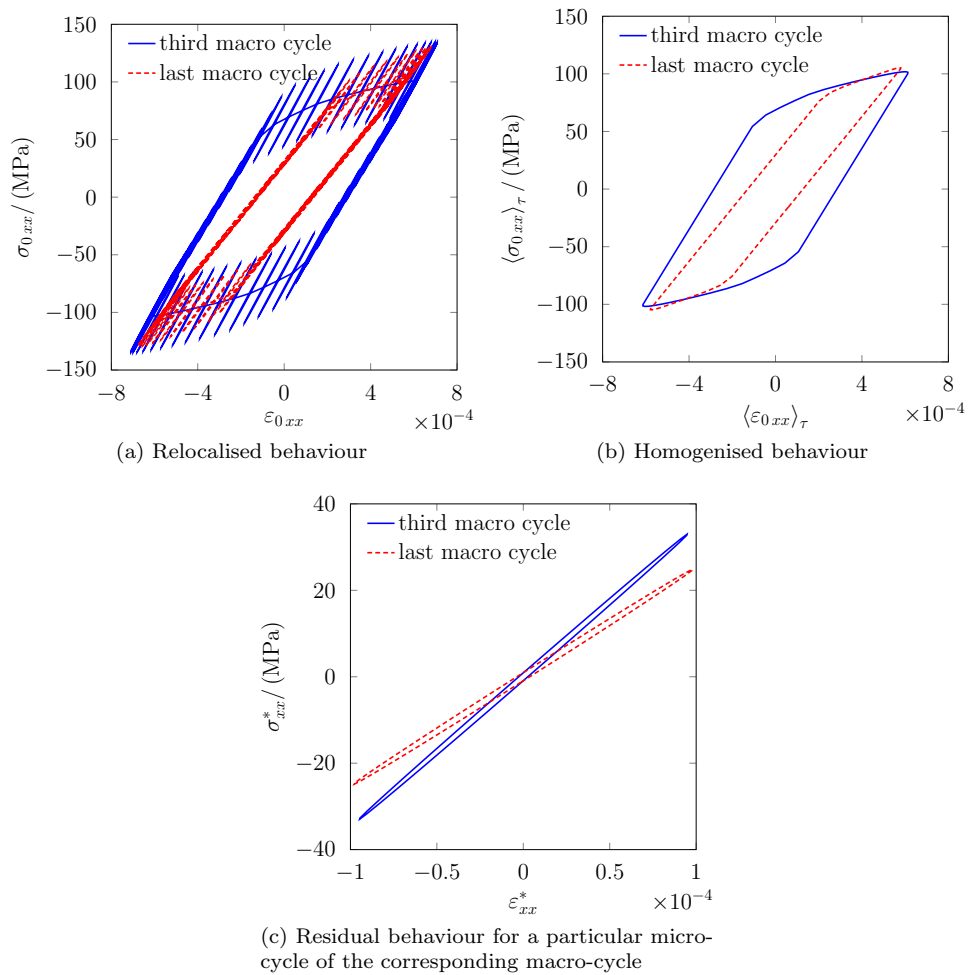 150
100
50
0
−50
−100
−150
σ₀ₓₓ/ (MPa)
third macro cycle
last macro cycle
−8 −4 0 4 8
ε₀ₓₓ ×10⁻⁴
(a) Relocalised behaviour
150
100
50
0
−50
−100
−150
⟨σ₀ₓₓ⟩τ / (MPa)
third macro cycle
last macro cycle
−8 −4 0 4 8
⟨ε₀ₓₓ⟩τ ×10⁻⁴
(b) Homogenised behaviour
40
20
0
−20
−40
σ*ₓₓ/ (MPa)
third macro cycle
last macro cycle
−1 −0.5 0 0.5 1
ε*ₓₓ ×10⁻⁴
(c) Residual behaviour for a particular micro-
cycle of the corresponding macro-cycle